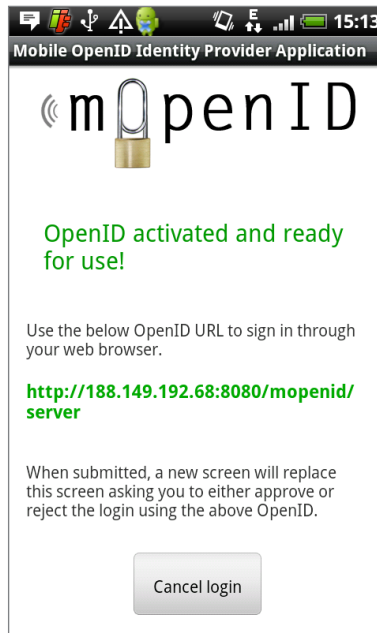 E 15:13
Mobile OpenID Identity Provider Application
mOpenID
OpenID activated and ready
for use!
Use the below OpenID URL to sign in through
your web browser.
http://188.149.192.68:8080/mopenid/
server
When submitted, a new screen will replace
this screen asking you to either approve or
reject the login using the above OpenID.
Cancel login